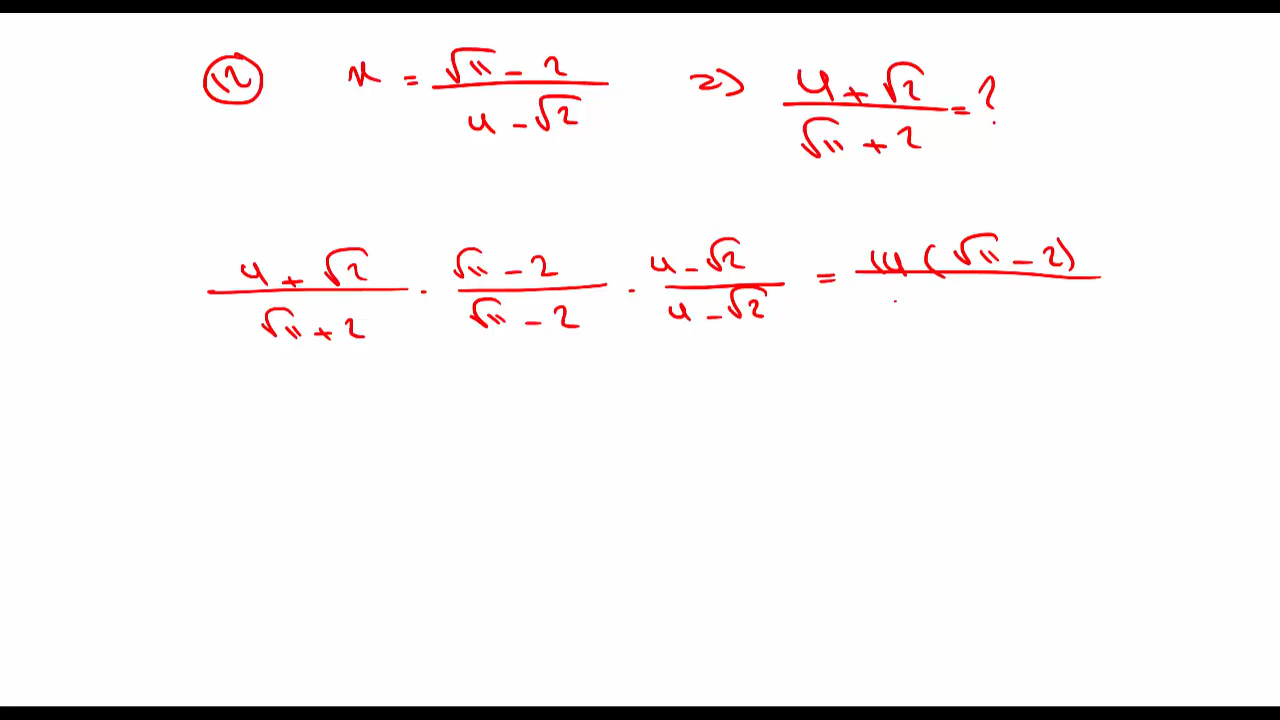 ⑫ x = (√11 - 2)/(4 - √2) ⇒ (4 + √2)/(√11 + 2) = ?
(4 + √2)/(√11 + 2) · (√11 - 2)/(√11 - 2) · (4 - √2)/(4 - √2) = 14(√11 - 2)/